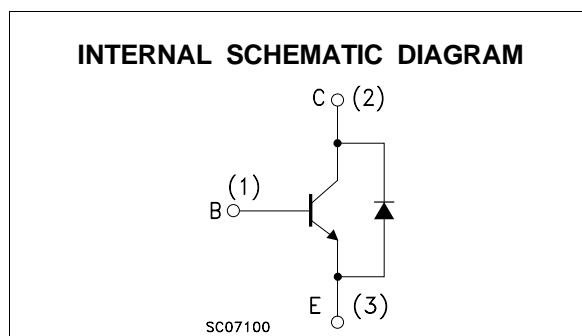 INTERNAL SCHEMATIC DIAGRAM
C (2)
(1)
B
E (3)
SC07100